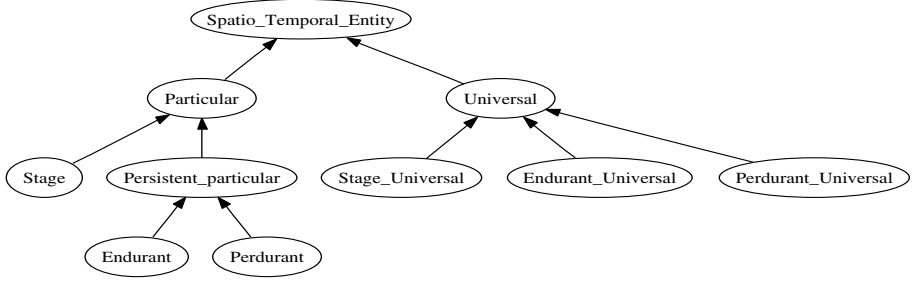 Spatio_Temporal_Entity
Particular
Universal
Stage
Persistent_particular
Stage_Universal
Endurant_Universal
Perdurant_Universal
Endurant
Perdurant